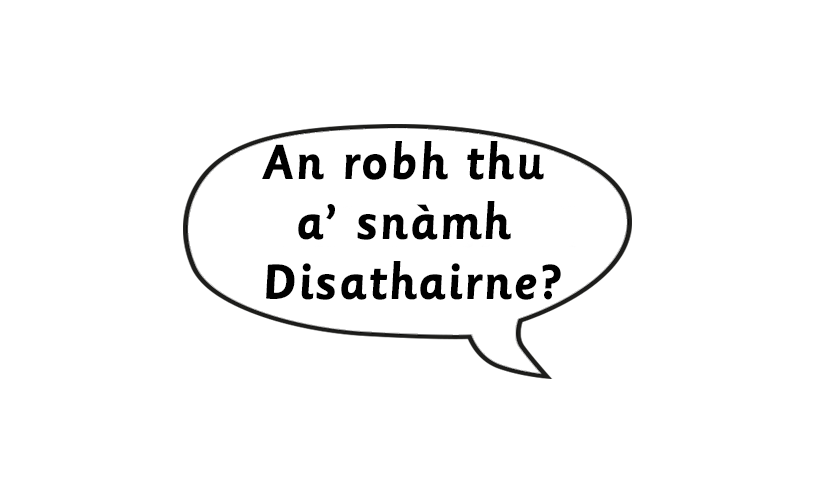 An robh thu
a’ snàmh
Disathairne?